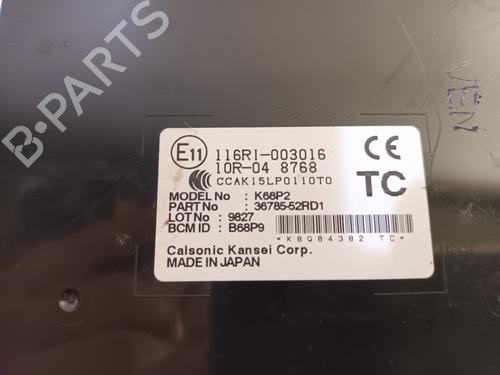 B-PARTS
VEN
E11 116RI-003016 CE
10R-04 8768
CCAK15LP0110T0 TC
MODEL No : K68P2
PART No : 36785-52RD1
LOT No : 9827
BCM ID : B68P9
*K8Q84382 TC*
Calsonic Kansei Corp.
MADE IN JAPAN